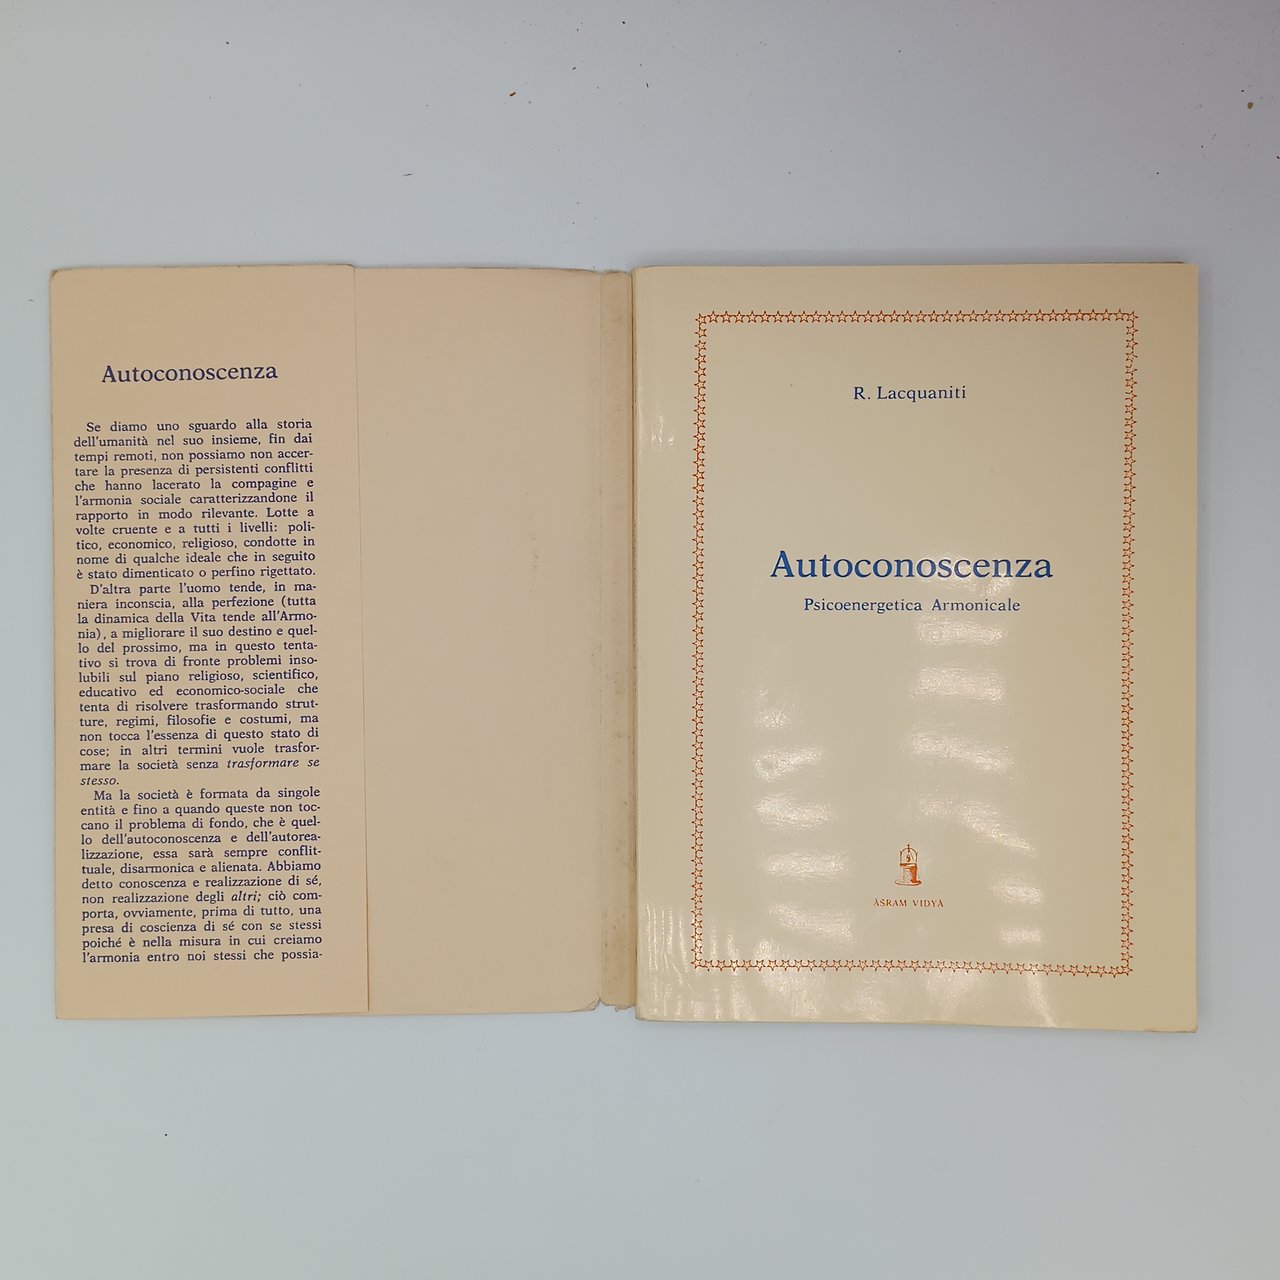 Autoconoscenza
Se diamo uno sguardo alla storia
dell'umanità nel suo insieme, fin dai
tempi remoti, non possiamo non accer-
tare la presenza di persistenti conflitti
che hanno lacerato la compagine e
l'armonia sociale caratterizzandone il
rapporto in modo rilevante. Lotte a
volte cruente e a tutti i livelli: poli-
tico, economico, religioso, condotte in
nome di qualche ideale che in seguito
è stato dimenticato o perfino rigettato.
D'altra parte l'uomo tende, in ma-
niera inconscia, alla perfezione (tutta
la dinamica della Vita tende all'Armo-
nia), a migliorare il suo destino e quel-
lo del prossimo, ma in questo tenta-
tivo si trova di fronte problemi inso-
lubili sul piano religioso, scientifico,
educativo ed economico-sociale che
tenta di risolvere trasformando strut-
ture, regimi, filosofie e costumi, ma
non tocca l'essenza di questo stato di
cose; in altri termini vuole trasfor-
mare la società senza trasformare se
stesso.
Ma la società è formata da singole
entità e fino a quando queste non toc-
cano il problema di fondo, che è quel-
lo dell'autoconoscenza e dell'autorea-
lizzazione, essa sarà sempre conflit-
tuale, disarmonica e alienata. Abbiamo
detto conoscenza e realizzazione di sé,
non realizzazione degli altri; ciò com-
porta, ovviamente, prima di tutto, una
presa di coscienza di sé con se stessi
poiché è nella misura in cui creiamo
l'armonia entro noi stessi che possia-
R. Lacquaniti
Autoconoscenza
Psicoenergetica Armonicale
ĀŚRAM VIDYĀ